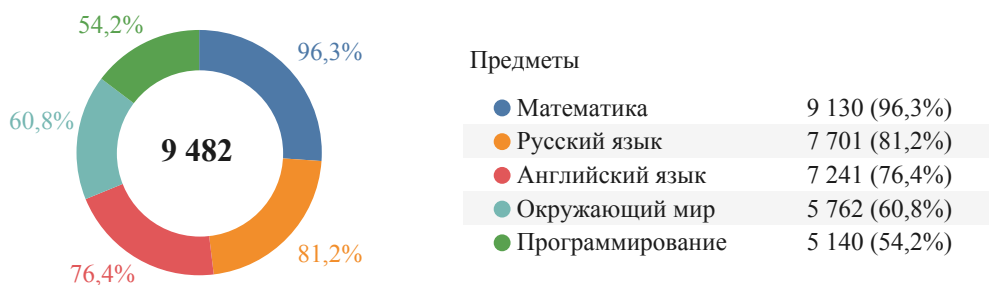 54,2%
96,3%
60,8%
9 482
81,2%
76,4%
Предметы
Математика 9 130 (96,3%)
Русский язык 7 701 (81,2%)
Английский язык 7 241 (76,4%)
Окружающий мир 5 762 (60,8%)
Программирование 5 140 (54,2%)